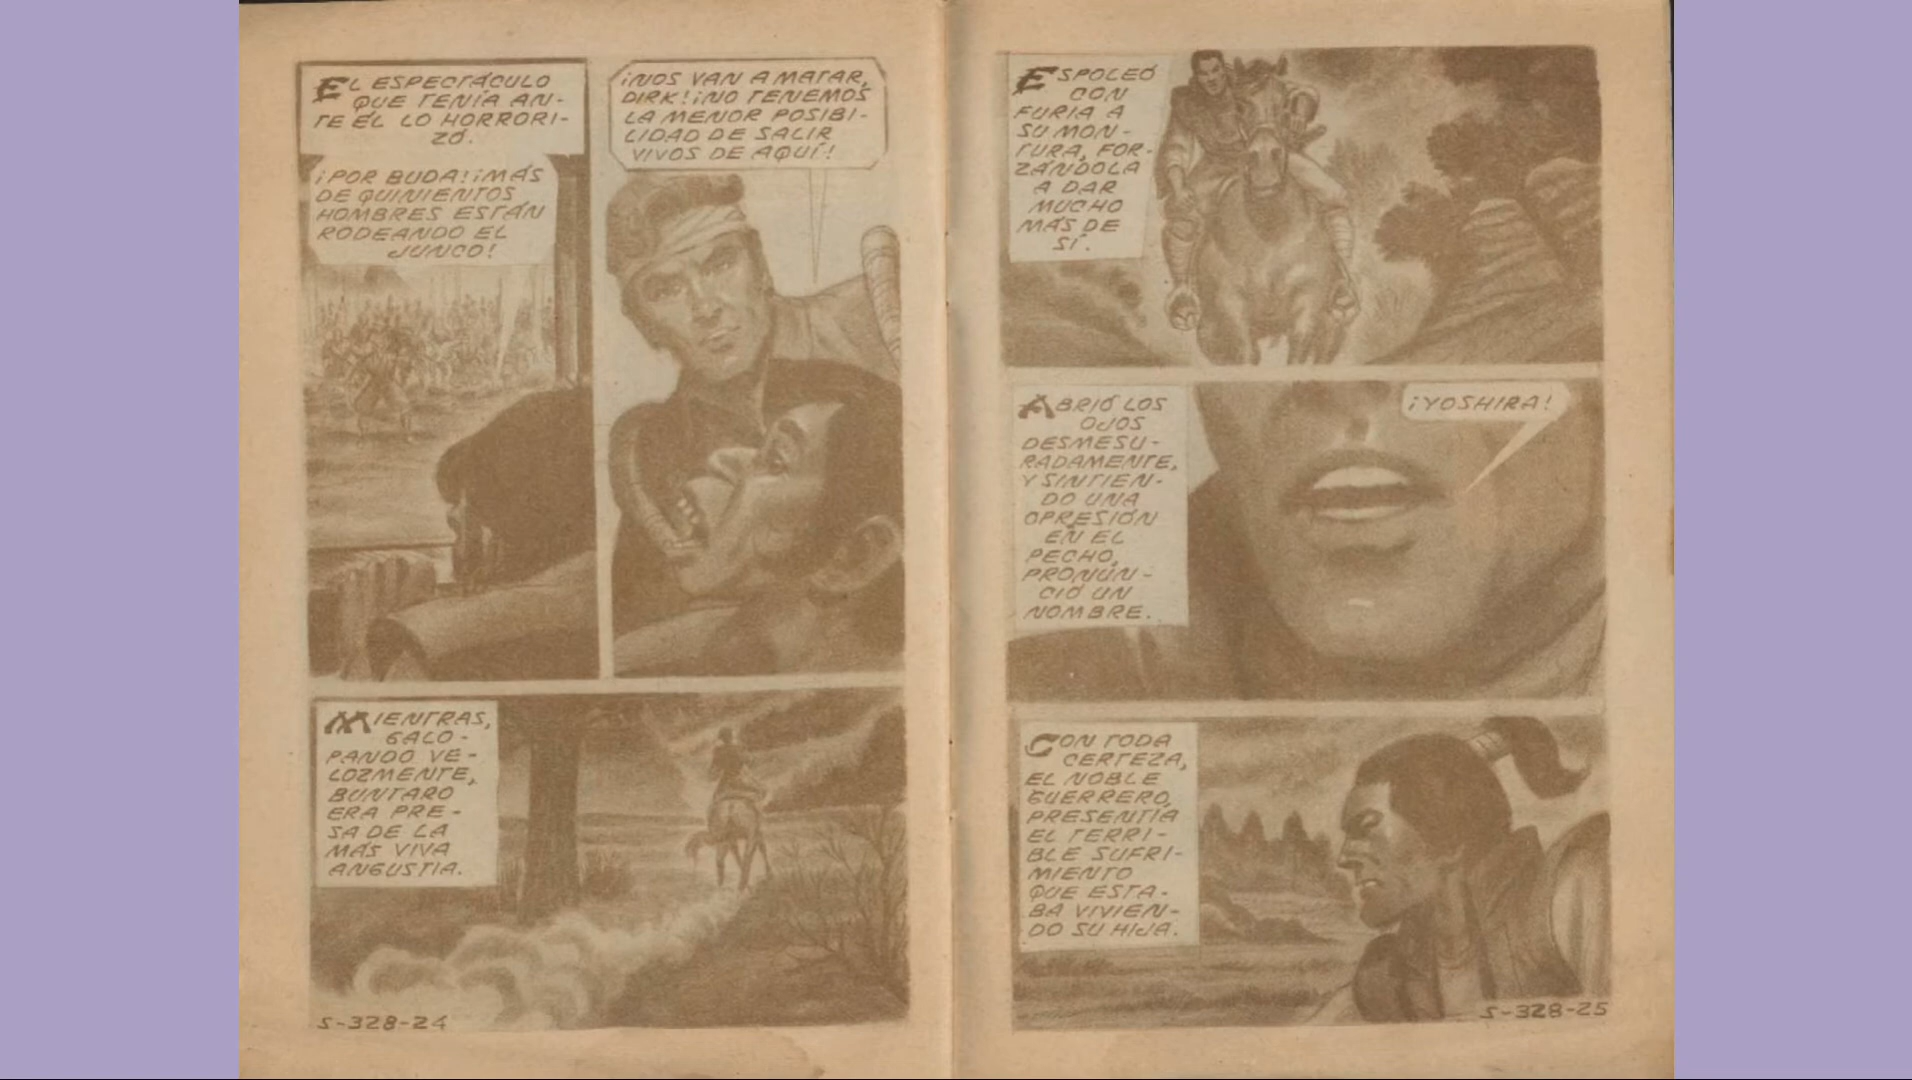 EL ESPECTÁCULO
QUE TENÍA AN-
TE ÉL LO HORRORI-
ZÓ.
¡POR BUDA! ¡MÁS
DE QUINIENTOS
HOMBRES ESTÁN
RODEANDO EL
JUNCO!
¡NOS VAN A MATAR,
DIRK! ¡NO TENEMOS
LA MENOR POSIBI-
LIDAD DE SALIR
VIVOS DE AQUÍ!
MIENTRAS,
GALO-
PANDO VE-
LOZMENTE,
BUNTARO
ERA PRE-
SA DE LA
MÁS VIVA
ANGUSTIA.
S-328-24
ESPOLEÓ
CON
FURIA A
SU MON-
TURA, FOR-
ZÁNDOLA
A DAR
MUCHO
MÁS DE
SÍ.
ABRIÓ LOS
OJOS
DESMESU-
RADAMENTE,
Y SINTIEN-
DO UNA
OPRESIÓN
EN EL
PECHO,
PRONUN-
CIÓ UN
NOMBRE.
¡YOSHIRA!
CON TODA
CERTEZA,
EL NOBLE
GUERRERO,
PRESENTÍA
EL TERRI-
BLE SUFRI-
MIENTO
QUE ESTA-
BA VIVIEN-
DO SU HIJA.
S-328-25